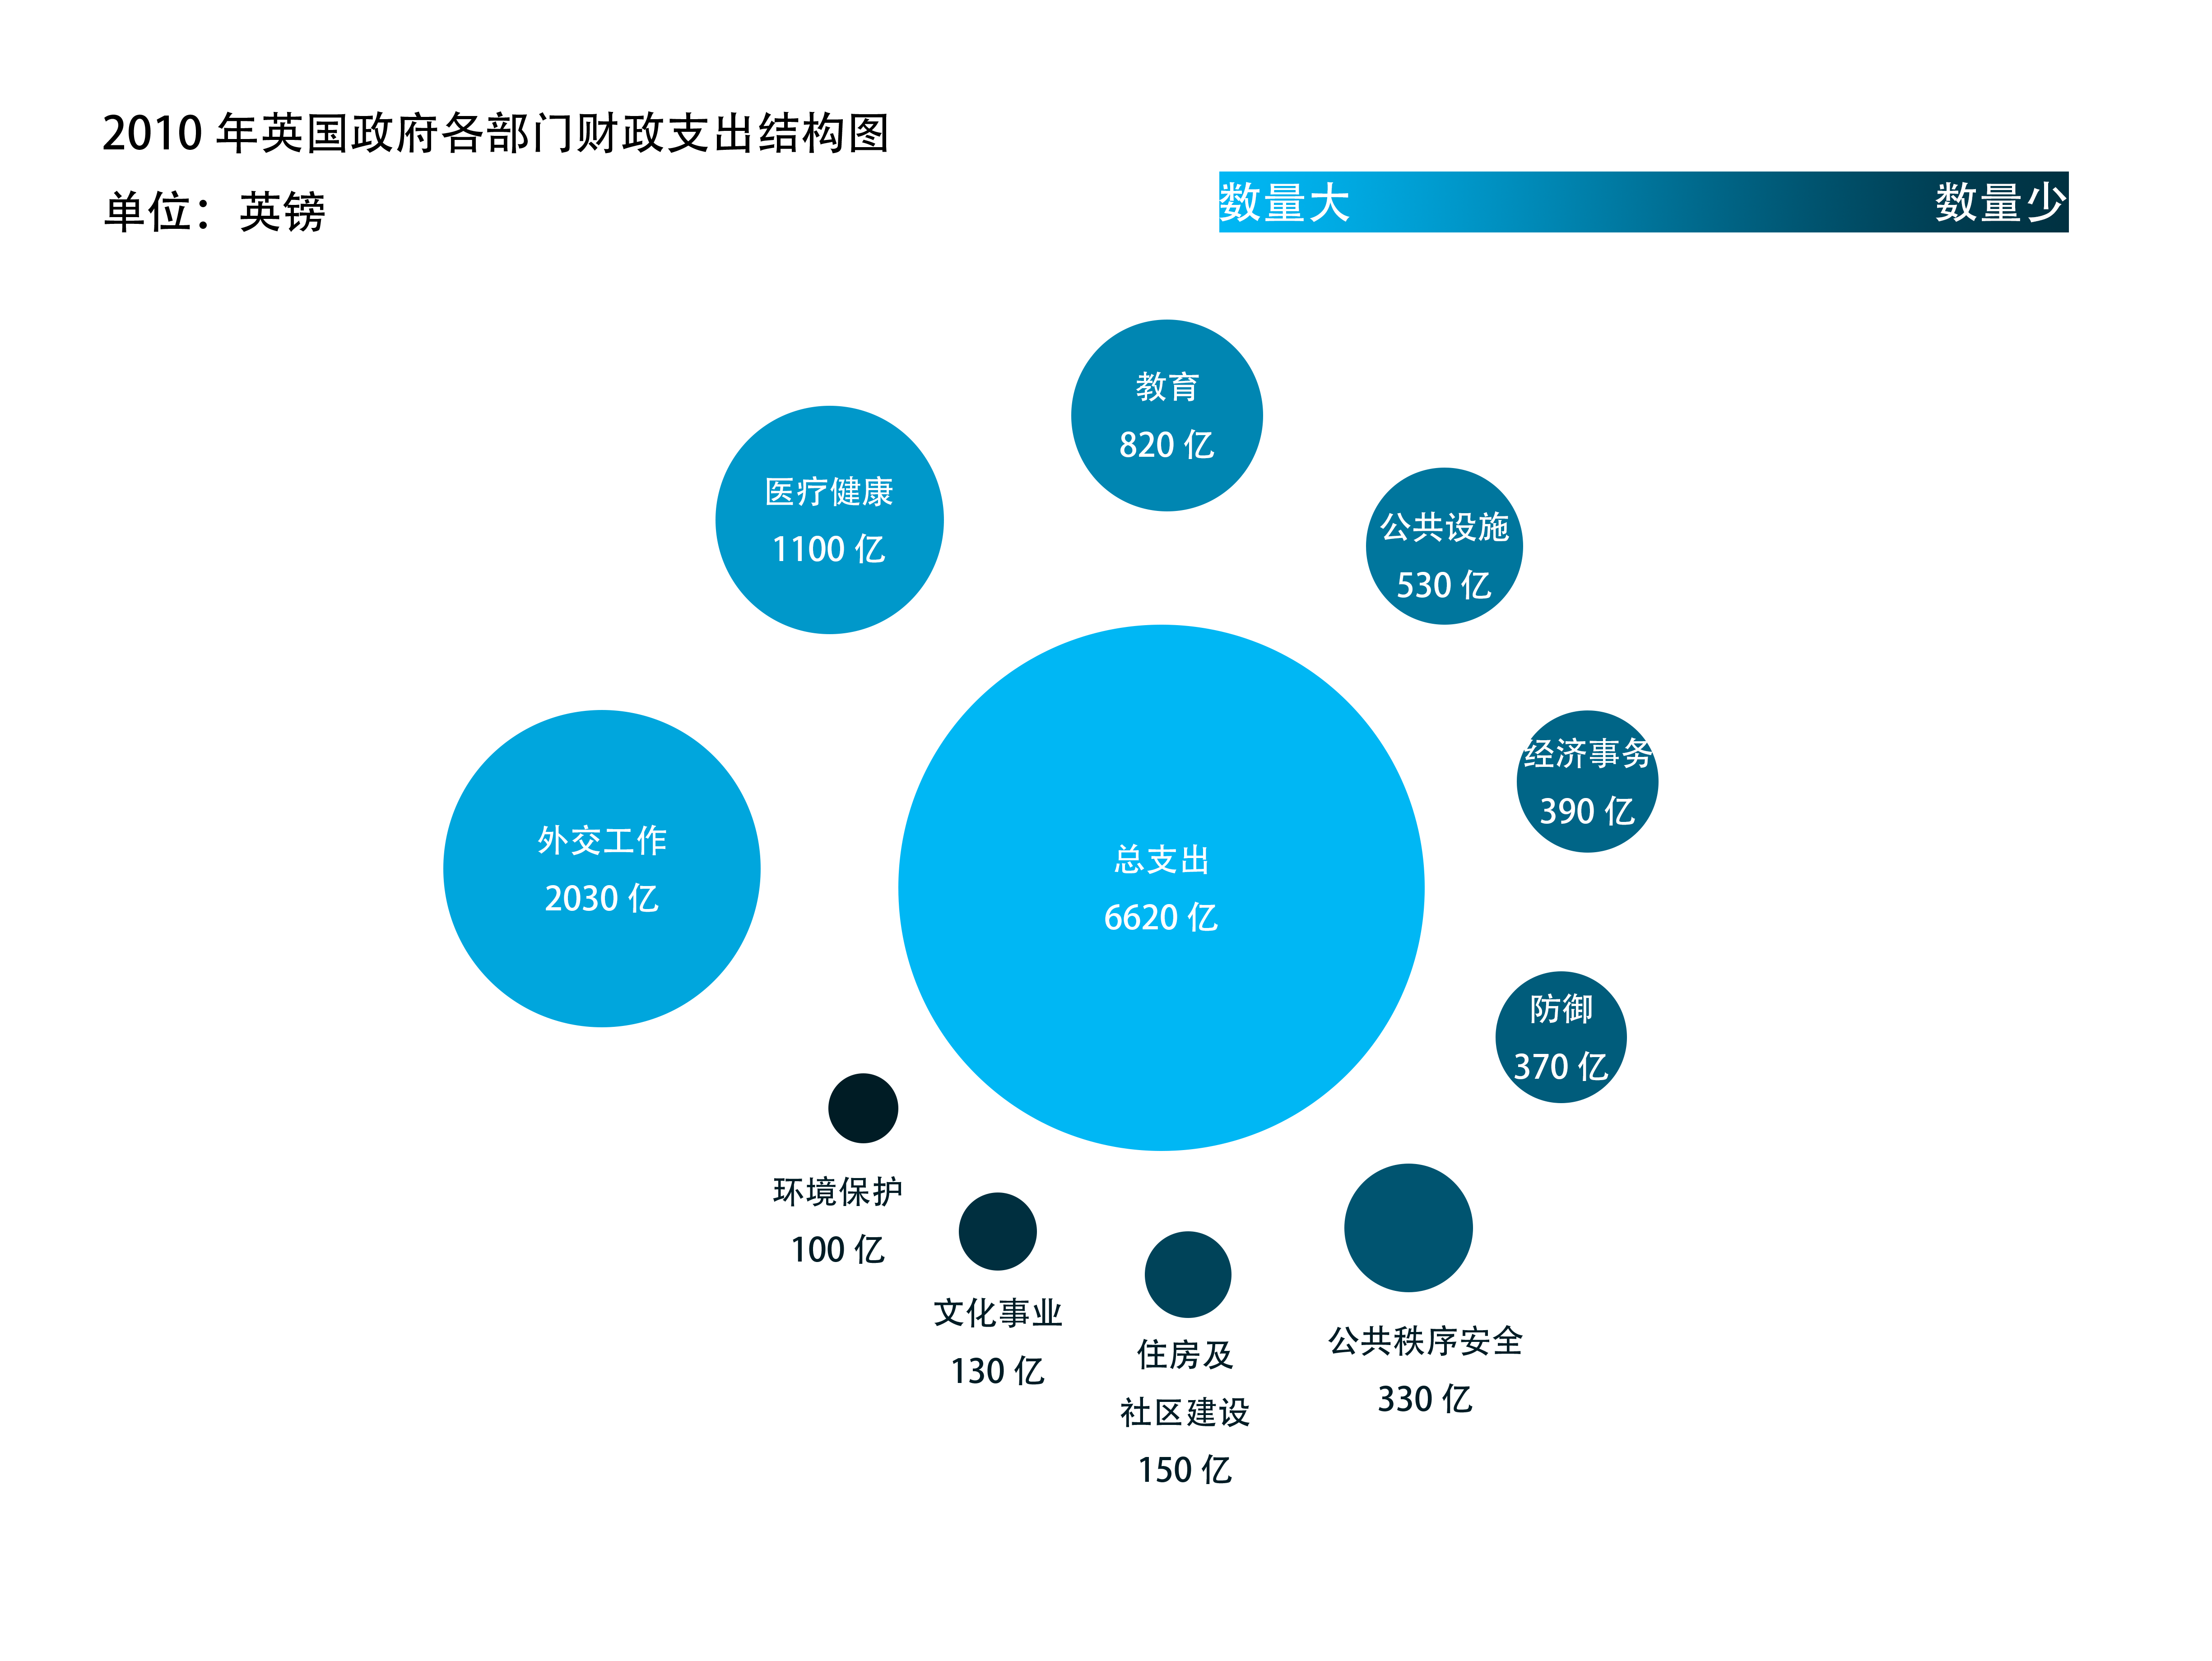 2010 年英国政府各部门财政支出结构图
单位：英镑
数量大
数量少
教育
820 亿
医疗健康
1100 亿
公共设施
530 亿
经济事务
390 亿
外交工作
2030 亿
总支出
6620 亿
防御
370 亿
环境保护
100 亿
文化事业
130 亿
住房及
社区建设
150 亿
公共秩序安全
330 亿